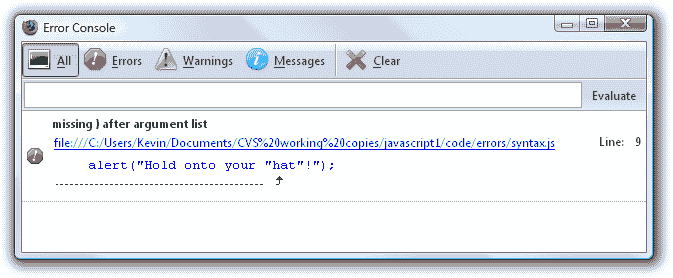 Error Console
All Errors Warnings Messages Clear
Evaluate
missing ) after argument list
file:///C:/Users/Kevin/Documents/CVS%20working%20copies/javascript1/code/errors/syntax.js Line: 9
alert("Hold onto your "hat"!");